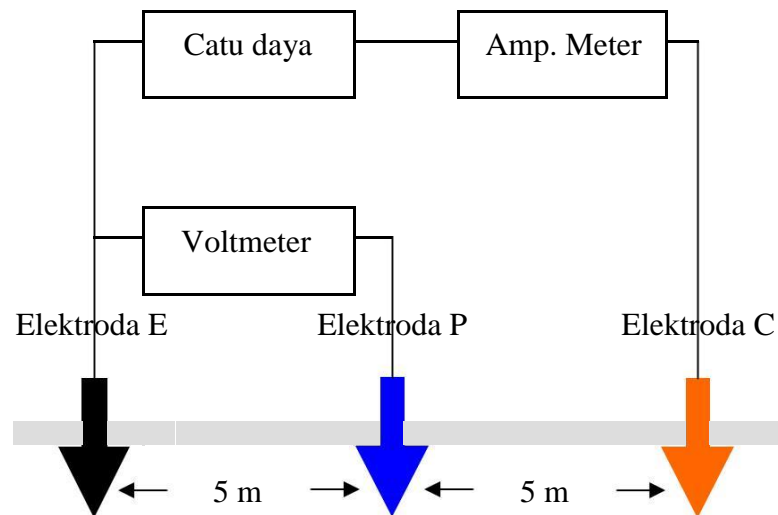 Catu daya Amp. Meter
Voltmeter
Elektroda E Elektroda P Elektroda C
5 m 5 m